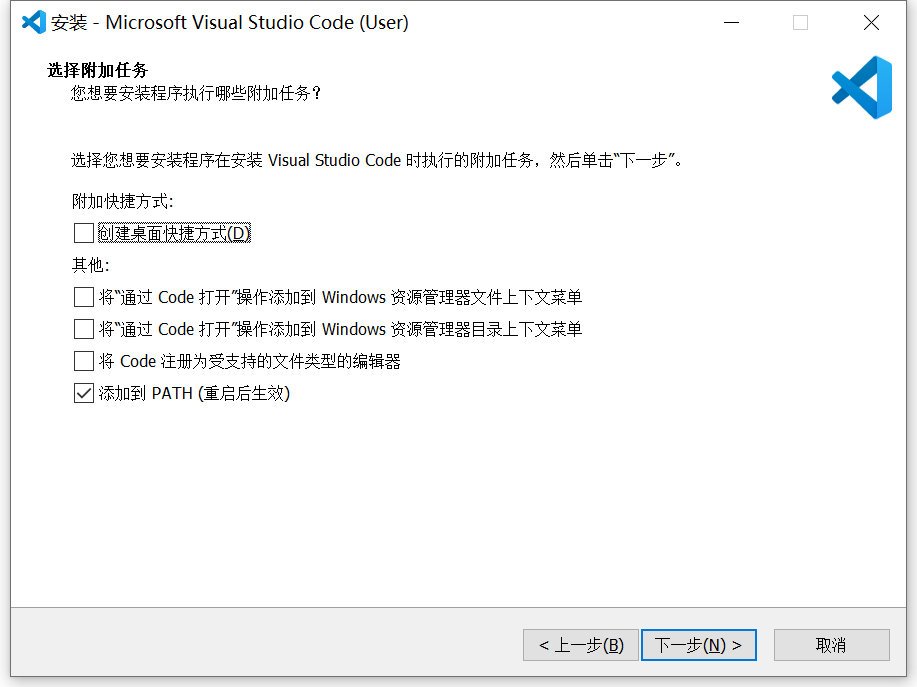 安装 - Microsoft Visual Studio Code (User)
选择附加任务
您想要安装程序执行哪些附加任务？
选择您想要安装程序在安装 Visual Studio Code 时执行的附加任务，然后单击“下一步”。
附加快捷方式:
创建桌面快捷方式(D)
其他:
将“通过 Code 打开”操作添加到 Windows 资源管理器文件上下文菜单
将“通过 Code 打开”操作添加到 Windows 资源管理器目录上下文菜单
将 Code 注册为受支持的文件类型的编辑器
添加到 PATH (重启后生效)
< 上一步(B) 下一步(N) > 取消